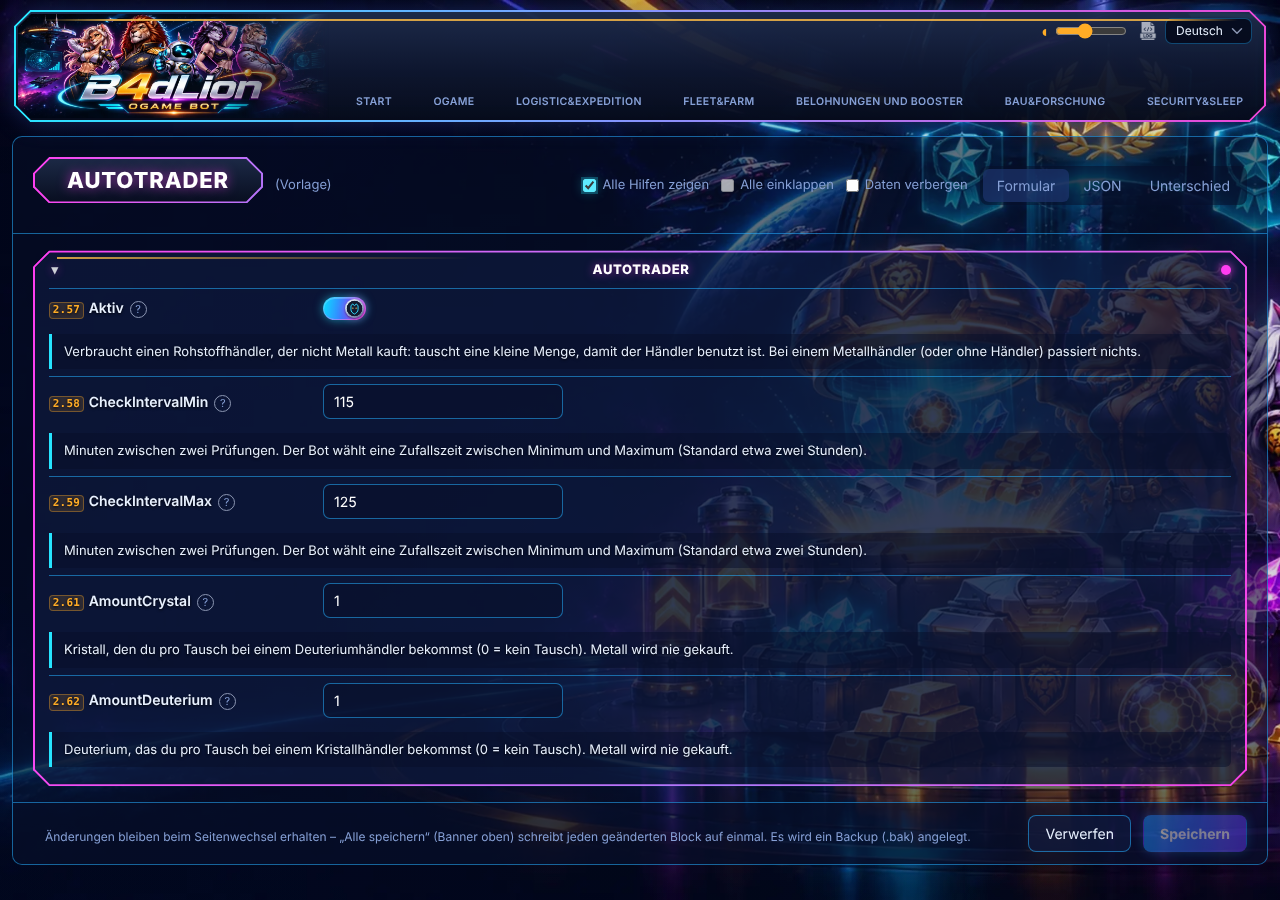 B4dLion
OGAME BOT
Deutsch
START OGAME LOGISTIC&EXPEDITION FLEET&FARM BELOHNUNGEN UND BOOSTER BAU&FORSCHUNG SECURITY&SLEEP
AUTOTRADER (Vorlage) Alle Hilfen zeigen Alle einklappen Daten verbergen Formular JSON Unterschied
▼ AUTOTRADER
2.57 Aktiv ?
Verbraucht einen Rohstoffhändler, der nicht Metall kauft: tauscht eine kleine Menge, damit der Händler benutzt ist. Bei einem Metallhändler (oder ohne Händler) passiert nichts.
2.58 CheckIntervalMin ? 115
Minuten zwischen zwei Prüfungen. Der Bot wählt eine Zufallszeit zwischen Minimum und Maximum (Standard etwa zwei Stunden).
2.59 CheckIntervalMax ? 125
Minuten zwischen zwei Prüfungen. Der Bot wählt eine Zufallszeit zwischen Minimum und Maximum (Standard etwa zwei Stunden).
2.61 AmountCrystal ? 1
Kristall, den du pro Tausch bei einem Deuteriumhändler bekommst (0 = kein Tausch). Metall wird nie gekauft.
2.62 AmountDeuterium ? 1
Deuterium, das du pro Tausch bei einem Kristallhändler bekommst (0 = kein Tausch). Metall wird nie gekauft.
Änderungen bleiben beim Seitenwechsel erhalten – „Alle speichern“ (Banner oben) schreibt jeden geänderten Block auf einmal. Es wird ein Backup (.bak) angelegt. Verwerfen Speichern